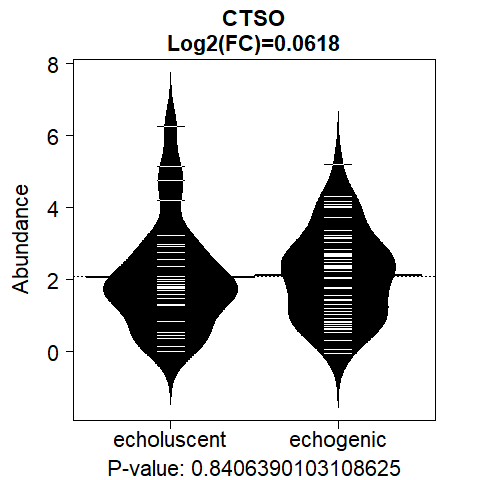 CTSO
Log2(FC)=0.0618
8
6
4
2
0
Abundance
echoluscent echogenic
P-value: 0.8406390103108625